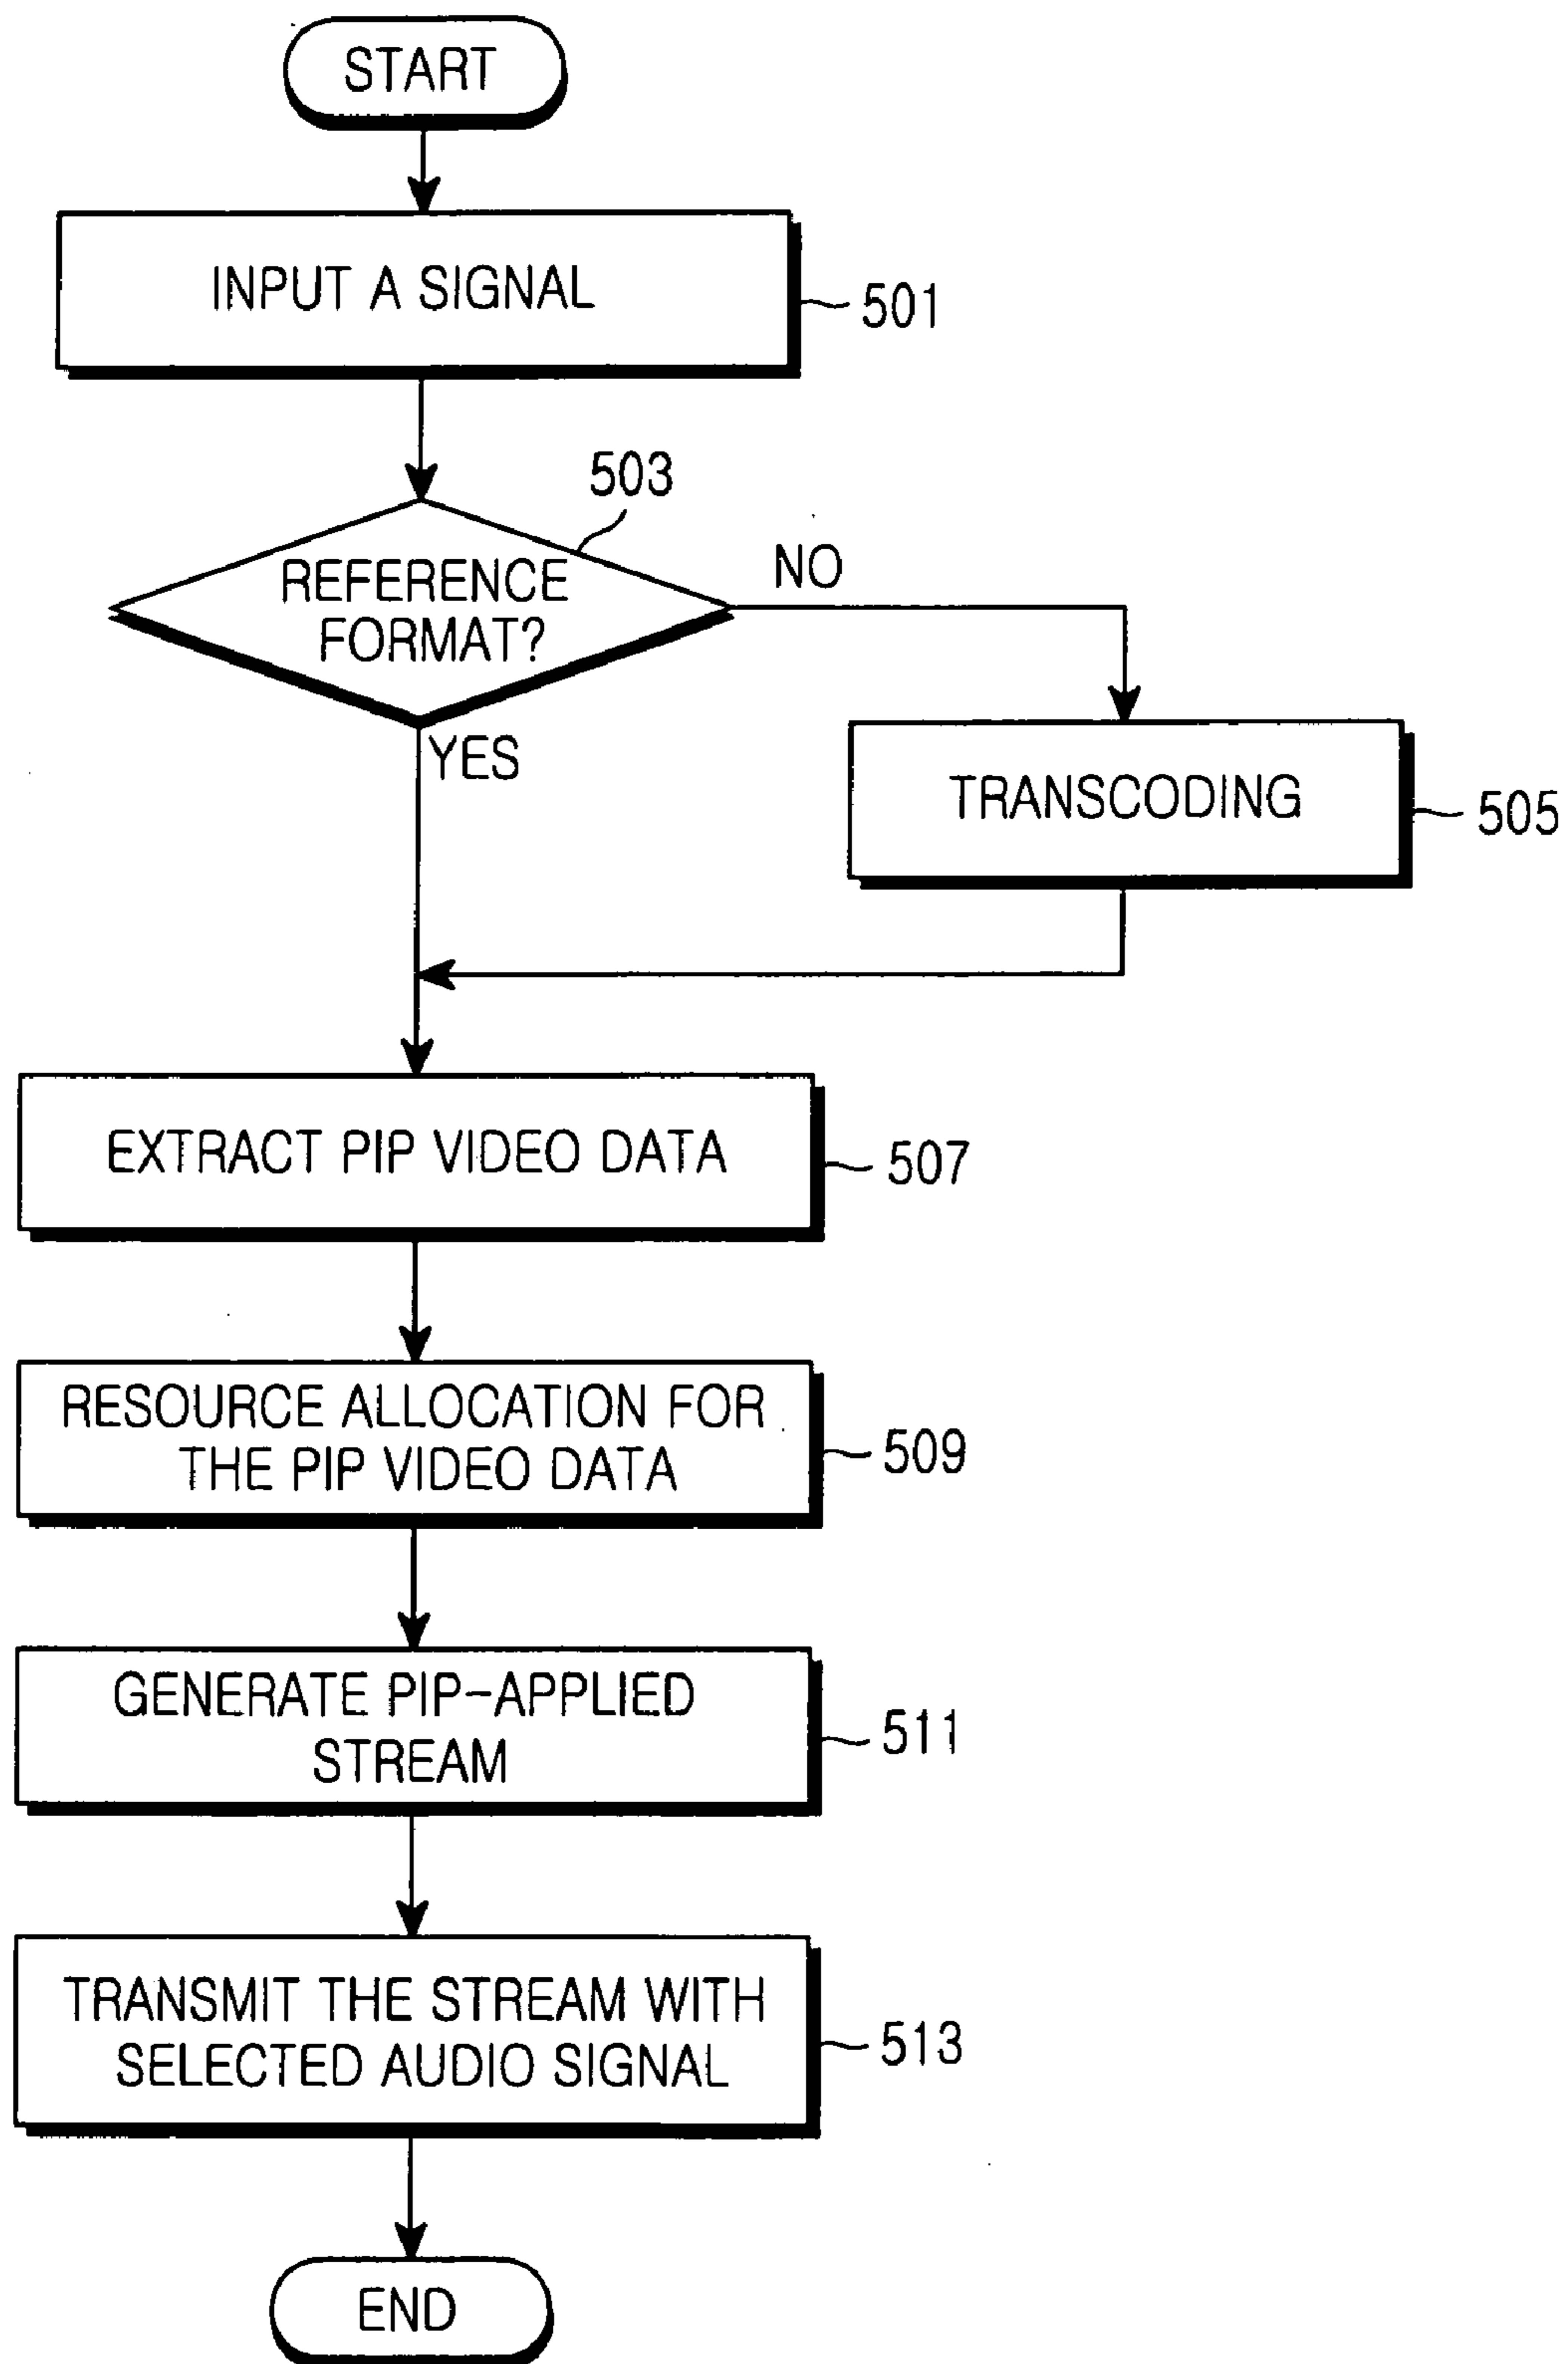 START
INPUT A SIGNAL
501
503
REFERENCE
FORMAT?
NO
YES
TRANSCODING
505
EXTRACT PIP VIDEO DATA
507
RESOURCE ALLOCATION FOR
THE PIP VIDEO DATA
509
GENERATE PIP-APPLIED
STREAM
511
TRANSMIT THE STREAM WITH
SELECTED AUDIO SIGNAL
513
END